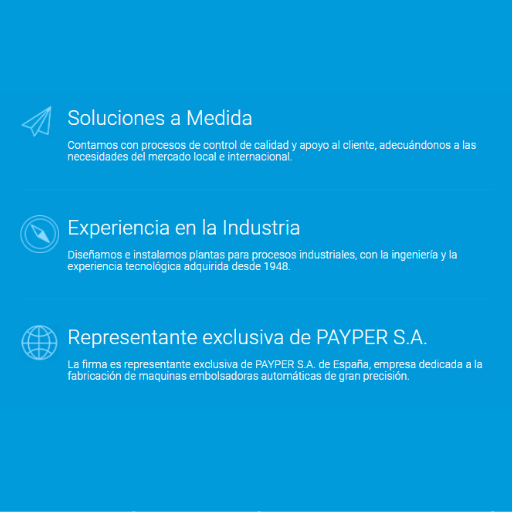 Soluciones a Medida
Contamos con procesos de control de calidad y apoyo al cliente, adecuándonos a las
necesidades del mercado local e internacional.
Experiencia en la Industria
Diseñamos e instalamos plantas para procesos industriales, con la ingeniería y la
experiencia tecnológica adquirida desde 1948.
Representante exclusiva de PAYPER S.A.
La firma es representante exclusiva de PAYPER S.A. de España, empresa dedicada a la
fabricación de maquinas embolsadoras automáticas de gran precisión.